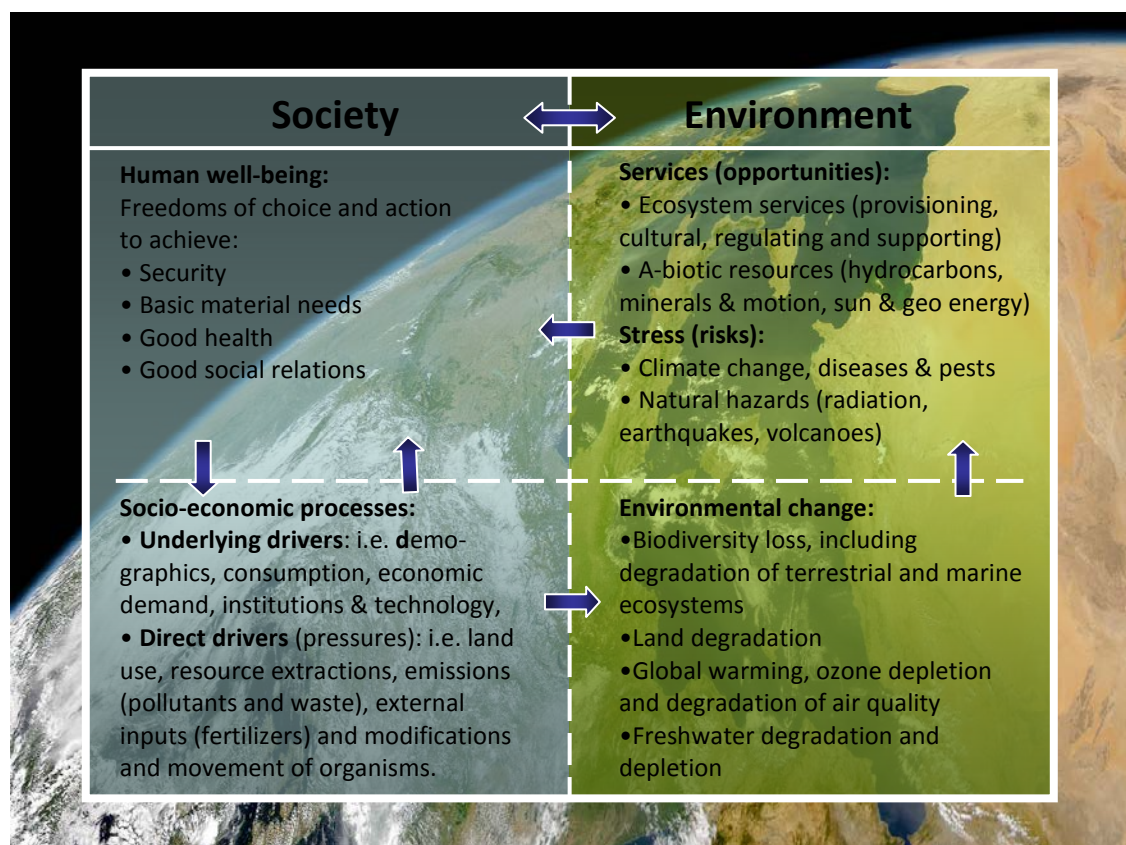 Society
Environment
Human well-being:
Freedoms of choice and action
to achieve:
• Security
• Basic material needs
• Good health
• Good social relations
Services (opportunities):
• Ecosystem services (provisioning,
cultural, regulating and supporting)
• A-biotic resources (hydrocarbons,
minerals & motion, sun & geo energy)
Stress (risks):
• Climate change, diseases & pests
• Natural hazards (radiation,
earthquakes, volcanoes)
Socio-economic processes:
• Underlying drivers: i.e. demo-
graphics, consumption, economic
demand, institutions & technology,
• Direct drivers (pressures): i.e. land
use, resource extractions, emissions
(pollutants and waste), external
inputs (fertilizers) and modifications
and movement of organisms.
Environmental change:
•Biodiversity loss, including
degradation of terrestrial and marine
ecosystems
•Land degradation
•Global warming, ozone depletion
and degradation of air quality
•Freshwater degradation and
depletion